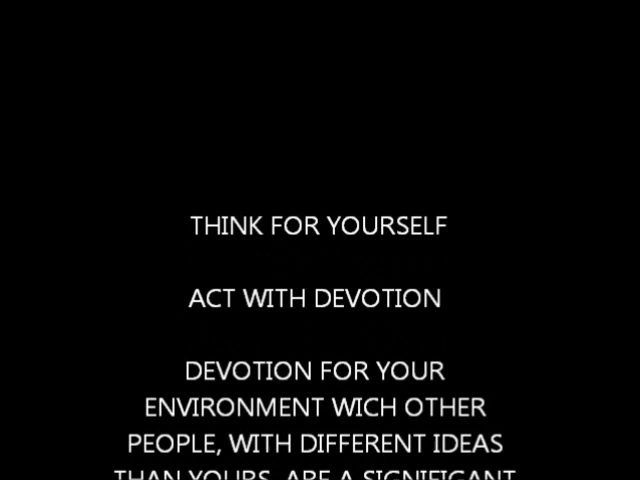 THINK FOR YOURSELF
ACT WITH DEVOTION
DEVOTION FOR YOUR
ENVIRONMENT WICH OTHER
PEOPLE, WITH DIFFERENT IDEAS
THAN YOURS, ARE A SIGNIFIGANT